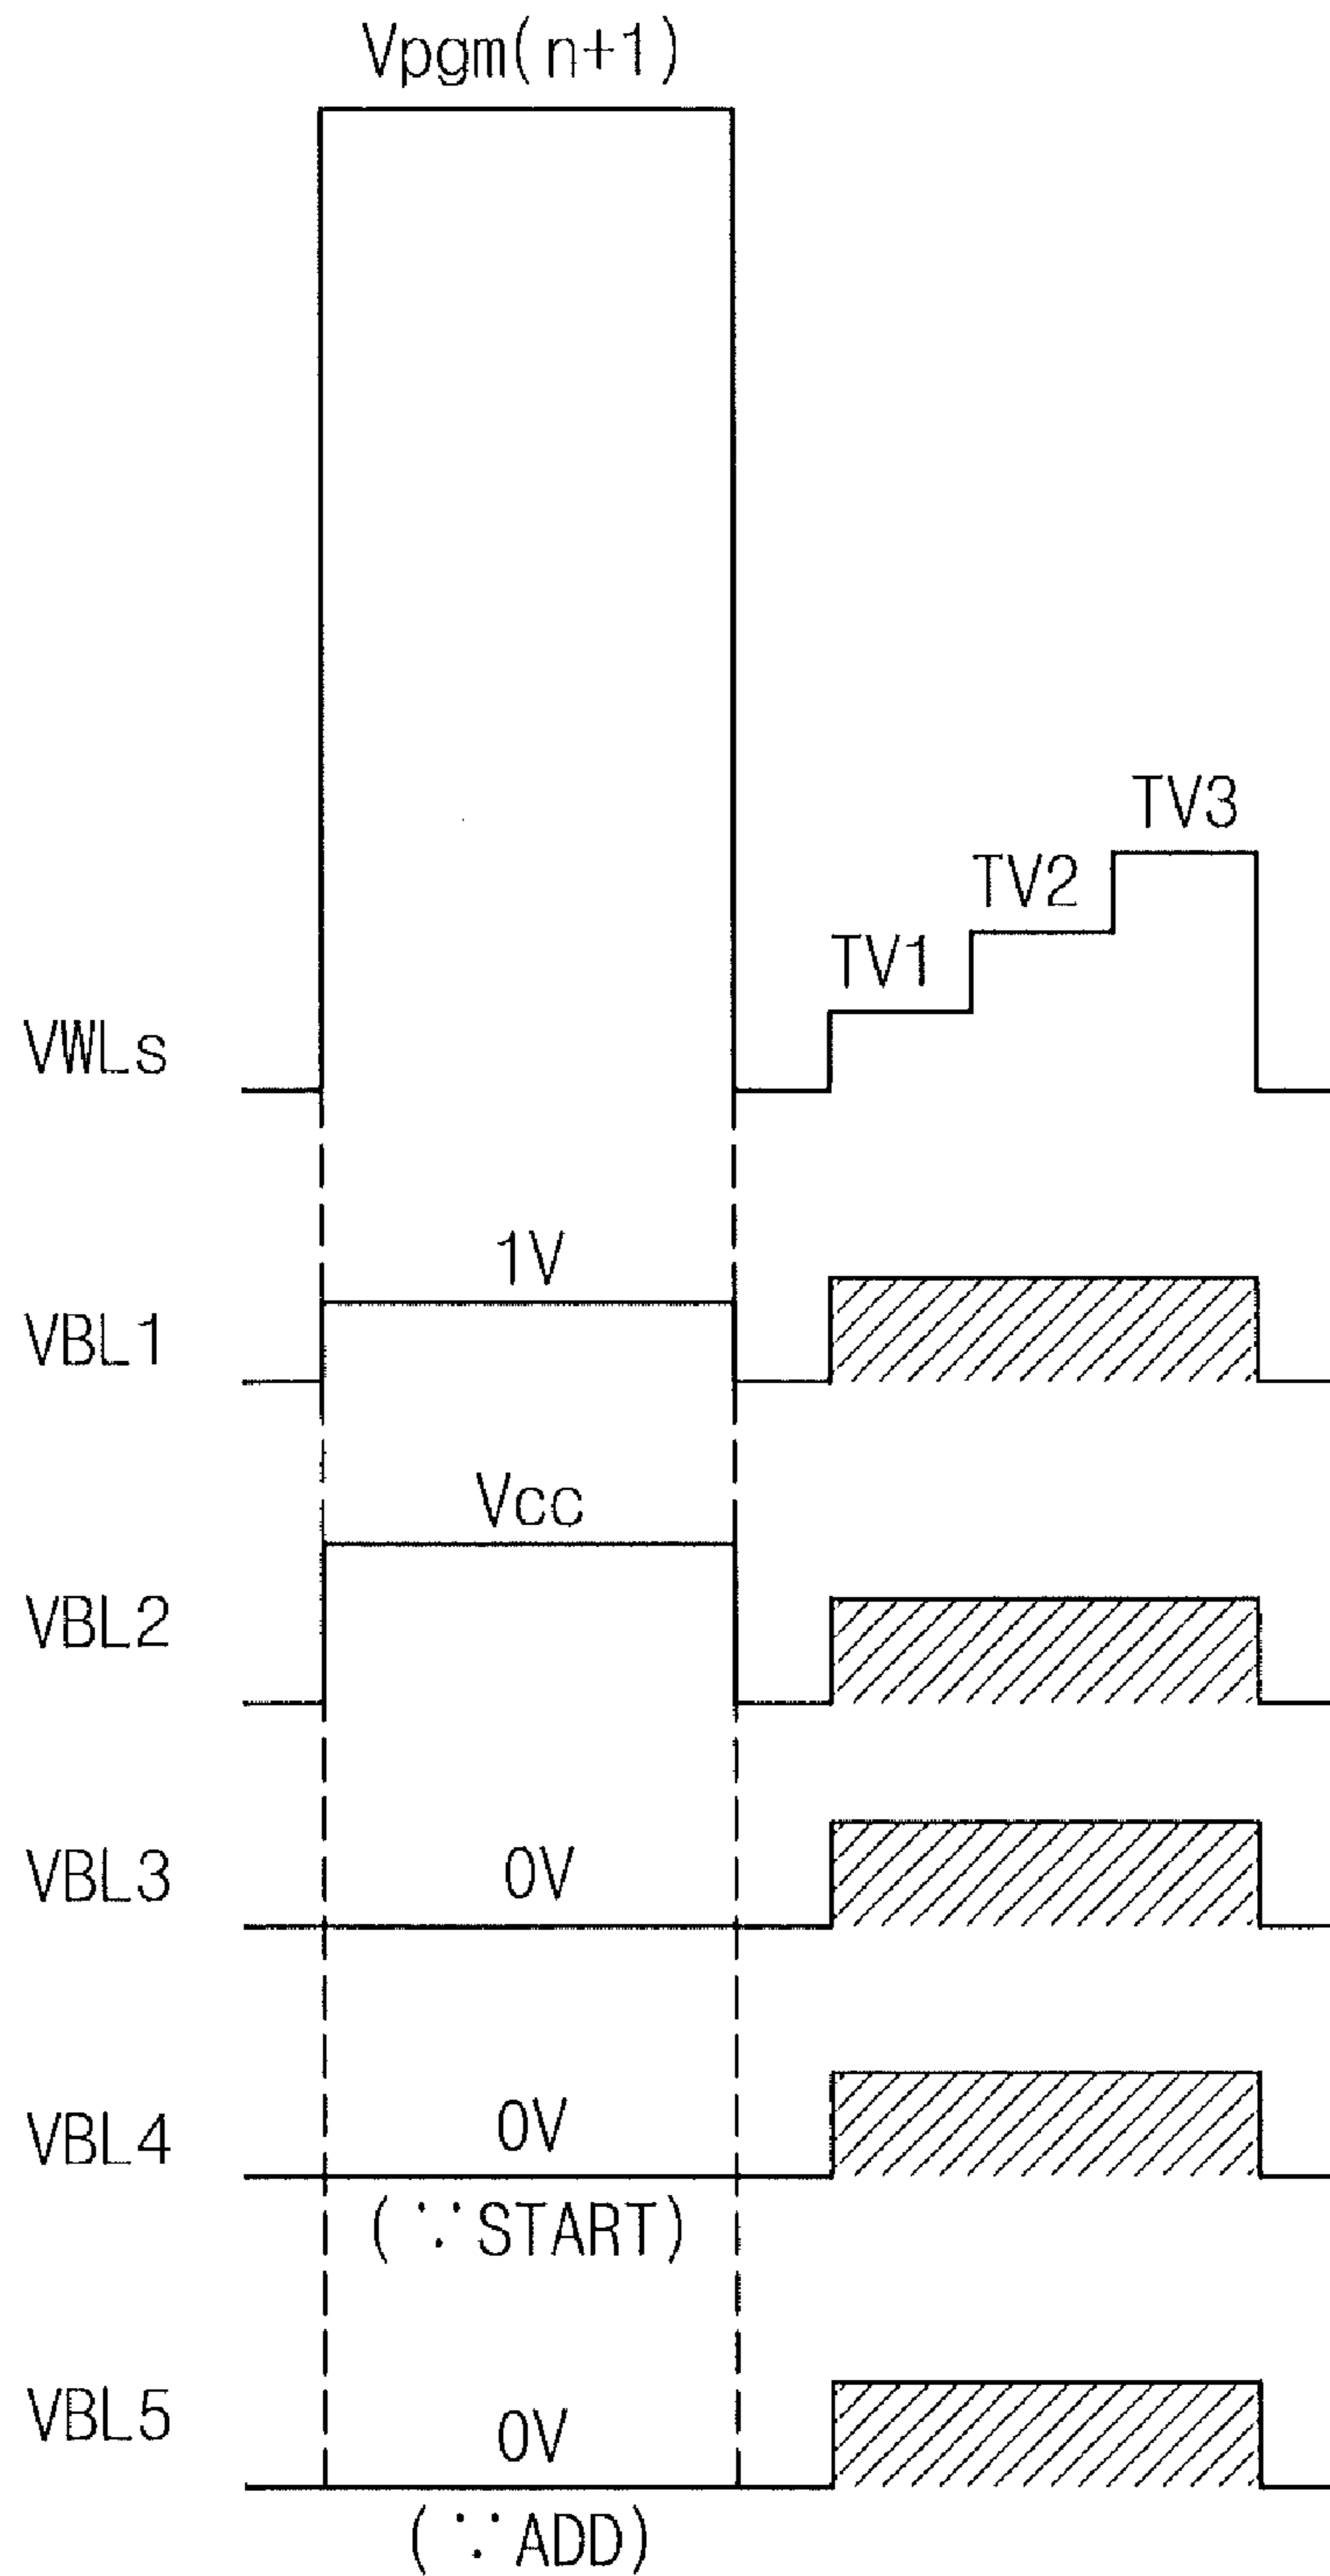 Vpgm(n+1)
TV3
TV2
TV1
VWLs
1V
VBL1
Vcc
VBL2
0V
VBL3
0V
VBL4
(∵START)
0V
VBL5
(∵ADD)